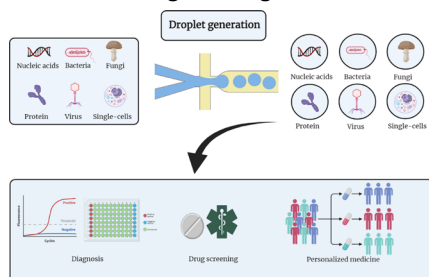 Droplet generation
Nucleic acids Bacteria Fungi
Protein Virus Single-cells
Nucleic acids Bacteria Fungi
Protein Virus Single-cells
Fluorescence
Positive
Threshold
Negative
Cycles
Diagnosis
Drug screening
Personalized medicine